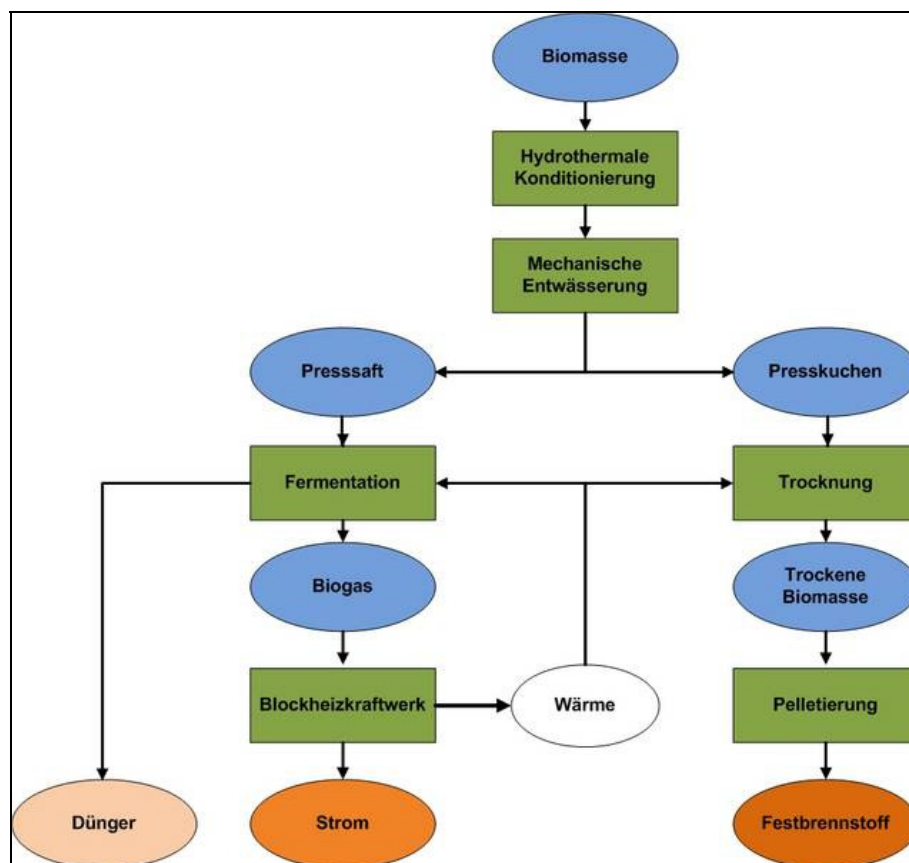 Biomasse
Hydrothermale
Konditionierung
Mechanische
Entwässerung
Presssaft
Presskuchen
Fermentation
Trocknung
Biogas
Trockene
Biomasse
Blockheizkraftwerk
Wärme
Pelletierung
Dünger
Strom
Festbrennstoff